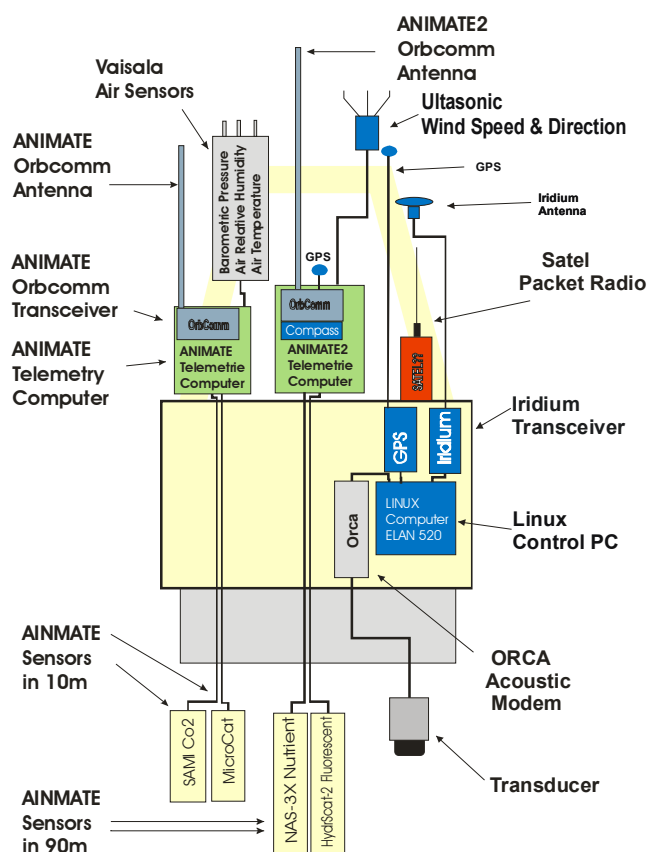 ANIMATE2
Orbcomm
Antenna
Vaisala
Air Sensors
Ultasonic
Wind Speed & Direction
ANIMATE
Orbcomm
Antenna
GPS
Iridium
Antenna
Barometric Pressure
Air Relative Humidity
Air Temperature
GPS
Satel
Packet Radio
ANIMATE
Orbcomm
Transceiver
OrbComm
OrbComm
Compass
ANIMATE
Telemetry
Computer
ANIMATE
Telemetrie
Computer
ANIMATE2
Telemetrie
Computer
SATEL??
Iridium
Transceiver
GPS
Iridium
Orca
LINUX
Computer
ELAN 520
Linux
Control PC
AINMATE
Sensors
in 10m
ORCA
Acoustic
Modem
SAMI Co2
MicroCat
NAS-3X Nutrient
HydrScat-2 Fluorescent
Transducer
AINMATE
Sensors
in 90m